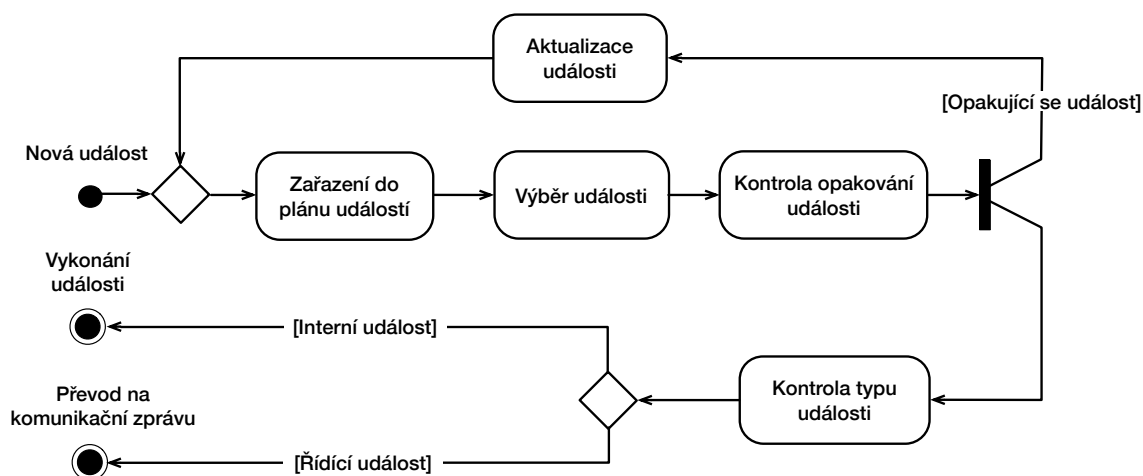 Aktualizace
události
[Opakující se událost]
Nová událost
Zařazení do
plánu událostí
Výběr události
Kontrola opakování
události
Vykonání
události
[Interní událost]
Kontrola typu
události
Převod na
komunikační zprávu
[Řídící událost]